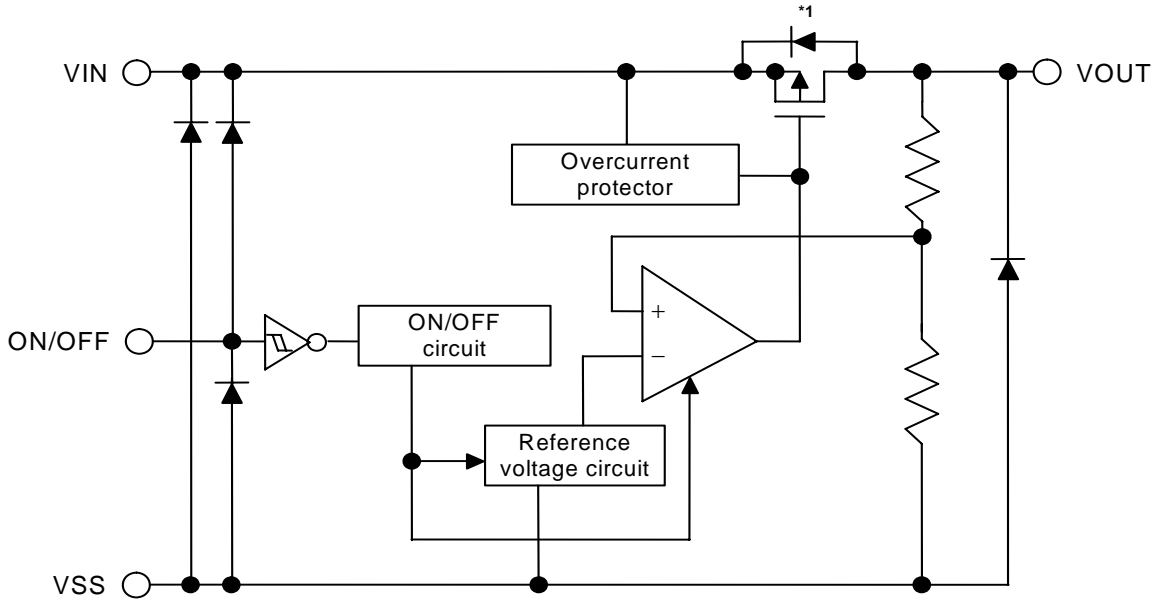 *1
VIN
VOUT
Overcurrent
protector
+
−
ON/OFF
ON/OFF
circuit
Reference
voltage circuit
VSS